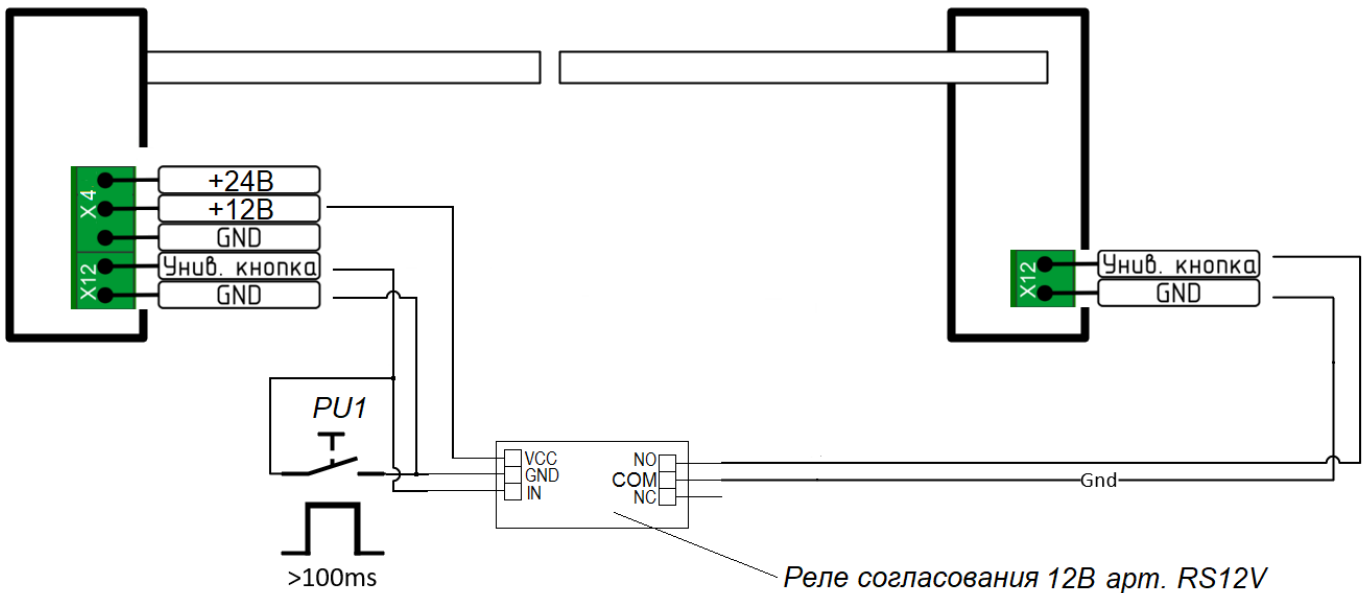 X4
+24В
+12В
GND
X12
Унив. кнопка
GND
X12
Унив. кнопка
GND
PU1
>100ms
VCC
GND
IN
NO
COM
NC
Gnd
Реле согласования 12В арт. RS12V